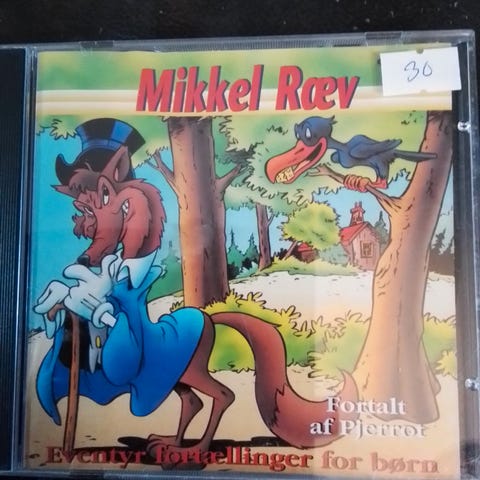 Mikkel Ræv
30
Fortalt
af Pjerrot
Eventyr fortællinger for børn